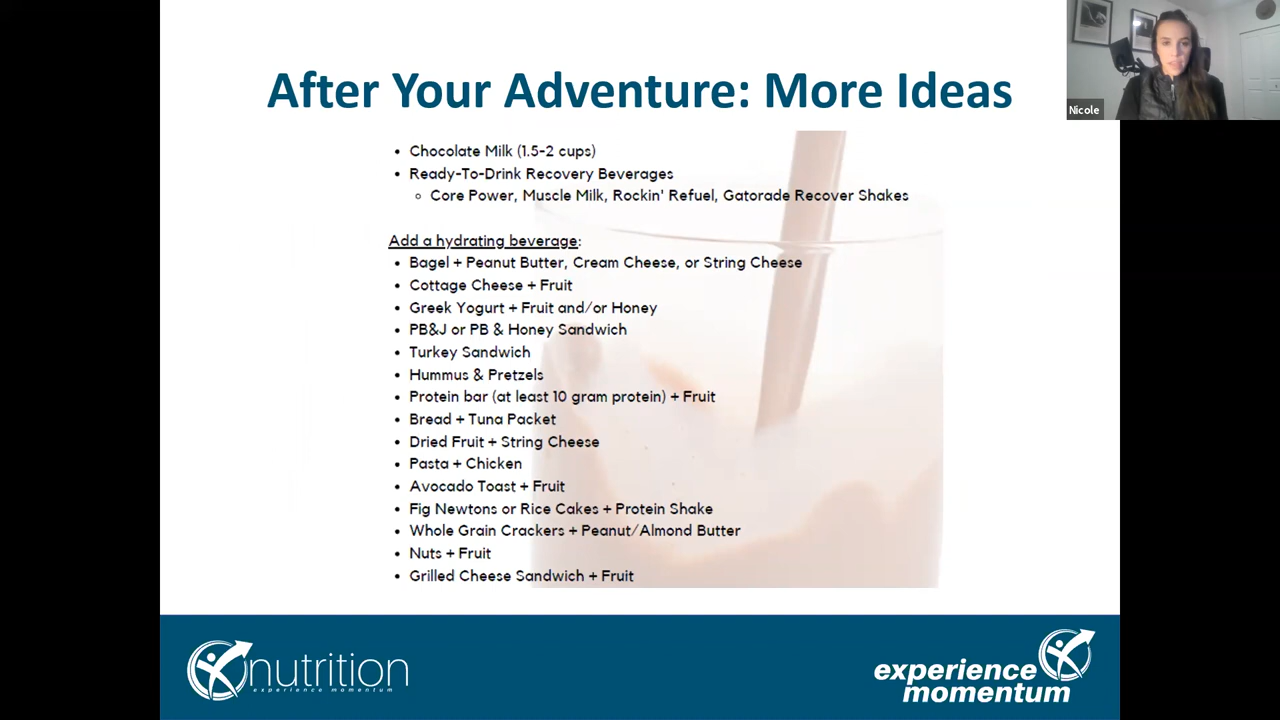 After Your Adventure: More Ideas
Nicole
• Chocolate Milk (1.5-2 cups)
• Ready-To-Drink Recovery Beverages
○ Core Power, Muscle Milk, Rockin' Refuel, Gatorade Recover Shakes
Add a hydrating beverage:
• Bagel + Peanut Butter, Cream Cheese, or String Cheese
• Cottage Cheese + Fruit
• Greek Yogurt + Fruit and/or Honey
• PB&J or PB & Honey Sandwich
• Turkey Sandwich
• Hummus & Pretzels
• Protein bar (at least 10 gram protein) + Fruit
• Bread + Tuna Packet
• Dried Fruit + String Cheese
• Pasta + Chicken
• Avocado Toast + Fruit
• Fig Newtons or Rice Cakes + Protein Shake
• Whole Grain Crackers + Peanut/Almond Butter
• Nuts + Fruit
• Grilled Cheese Sandwich + Fruit
nutrition
experience momentum
experience
momentum